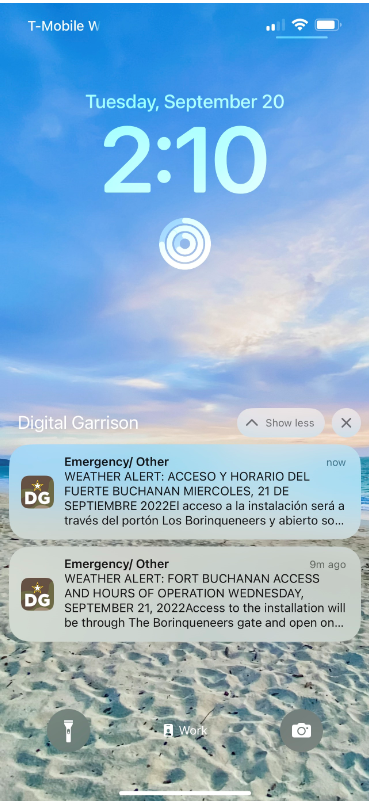 T-Mobile W
Tuesday, September 20
2:10
Digital Garrison
Show less
Emergency/ Other
now
WEATHER ALERT: ACCESO Y HORARIO DEL
FUERTE BUCHANAN MIERCOLES, 21 DE
SEPTIEMBRE 2022El acceso a la instalación será a
través del portón Los Borinqueneers y abierto so...
DG
Emergency/ Other
9m ago
WEATHER ALERT: FORT BUCHANAN ACCESS
AND HOURS OF OPERATION WEDNESDAY,
SEPTEMBER 21, 2022Access to the installation will
be through The Borinqueneers gate and open on...
DG
Work